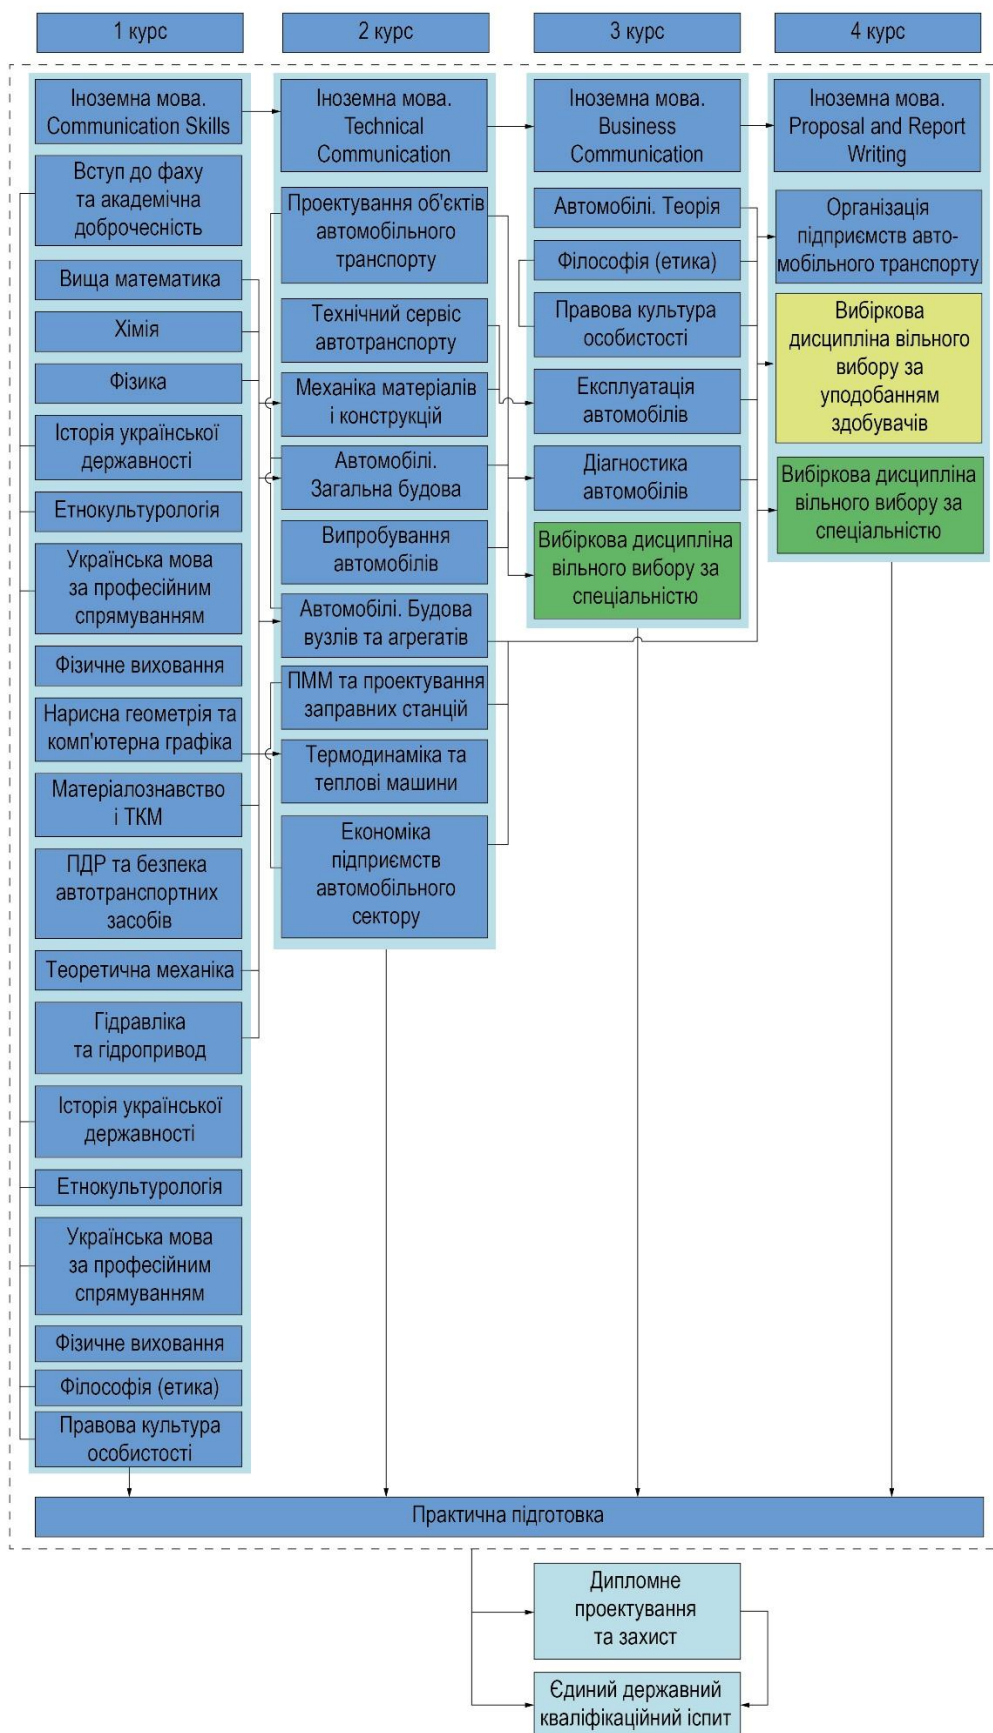 1 курс
2 курс
3 курс
4 курс
Іноземна мова.
Communication Skills
Вступ до фаху
та академічна
доброчесність
Вища математика
Хімія
Фізика
Історія української
державності
Етнокультурологія
Українська мова
за професійним
спрямуванням
Фізичне виховання
Нарисна геометрія та
комп'ютерна графіка
Матеріалознавство
і ТКМ
ПДР та безпека
автотранспортних
засобів
Теоретична механіка
Гідравліка
та гідропривод
Історія української
державності
Етнокультурологія
Українська мова
за професійним
спрямуванням
Фізичне виховання
Філософія (етика)
Правова культура
особистості
Іноземна мова.
Technical
Communication
Проектування об'єктів
автомобільного
транспорту
Технічний сервіс
автотранспорту
Механіка матеріалів
і конструкцій
Автомобілі.
Загальна будова
Випробування
автомобілів
Автомобілі. Будова
вузлів та агрегатів
ПММ та проектування
заправних станцій
Термодинаміка та
теплові машини
Економіка
підприємств
автомобільного
сектору
Іноземна мова.
Business
Communication
Автомобілі. Теорія
Філософія (етика)
Правова культура
особистості
Експлуатація
автомобілів
Діагностика
автомобілів
Вибіркова дисципліна
вільного вибору за
спеціальністю
Іноземна мова.
Proposal and Report
Writing
Організація
підприємств авто-
мобільного транспорту
Вибіркова
дисципліна вільного
вибору за
уподобанням
здобувачів
Вибіркова дисципліна
вільного вибору за
спеціальністю
Практична підготовка
Дипломне
проектування
та захист
Єдиний державний
кваліфікаційний іспит